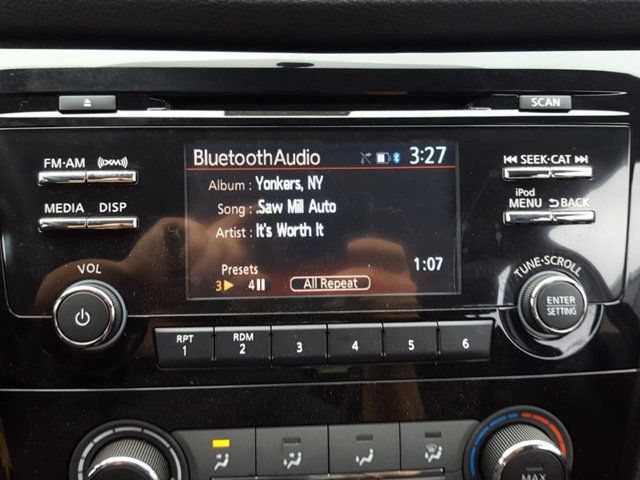 SCAN
FM·AM ((XM))
MEDIA DISP
VOL
BluetoothAudio 3:27
Album : Yonkers, NY
Song : .Saw Mill Auto
Artist : It's Worth It
1:07
Presets
3 4 All Repeat
SEEK·CAT
iPod
MENU BACK
TUNE·SCROLL
ENTER
SETTING
RPT
1
RDM
2
3
4
5
6
MAX